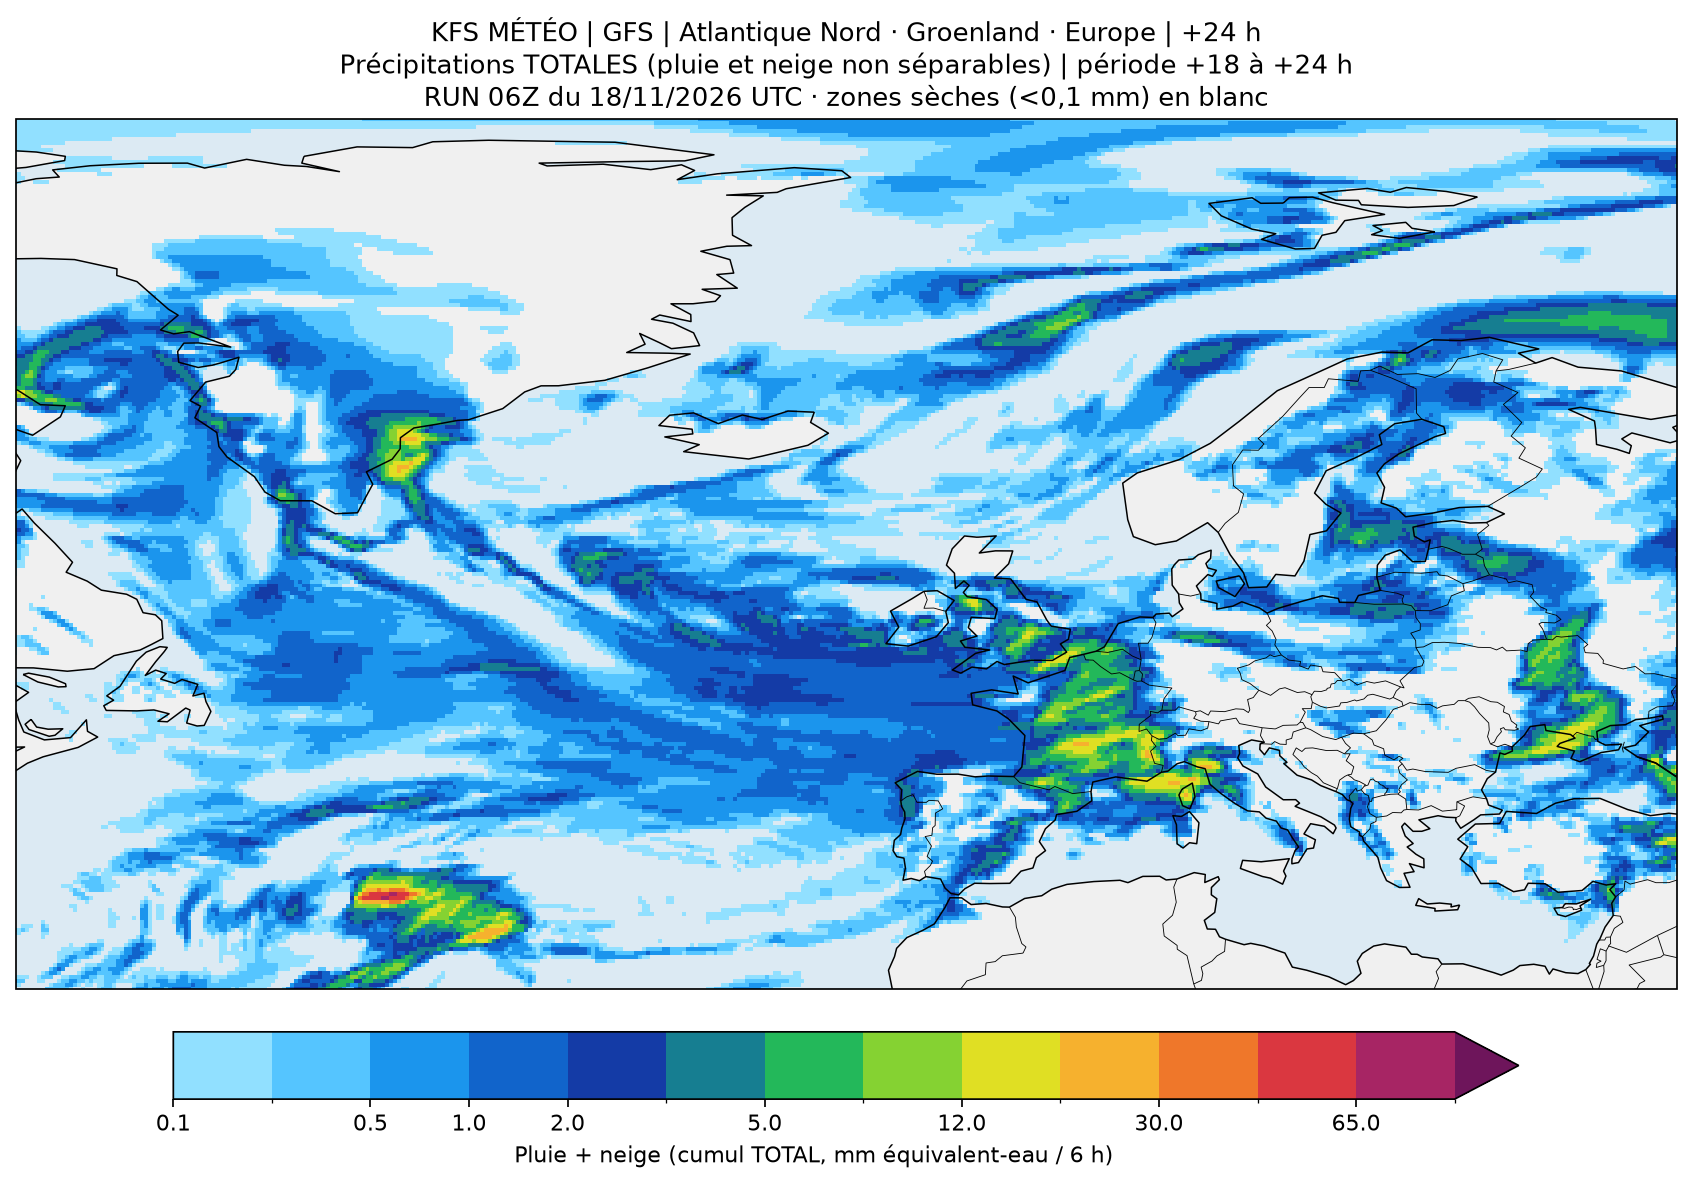 KFS MÉTÉO | GFS | Atlantique Nord · Groenland · Europe | +24 h
Précipitations TOTALES (pluie et neige non séparables) | période +18 à +24 h
RUN 06Z du 18/11/2026 UTC · zones sèches (<0,1 mm) en blanc
0.1 0.5 1.0 2.0 5.0 12.0 30.0 65.0
Pluie + neige (cumul TOTAL, mm équivalent-eau / 6 h)